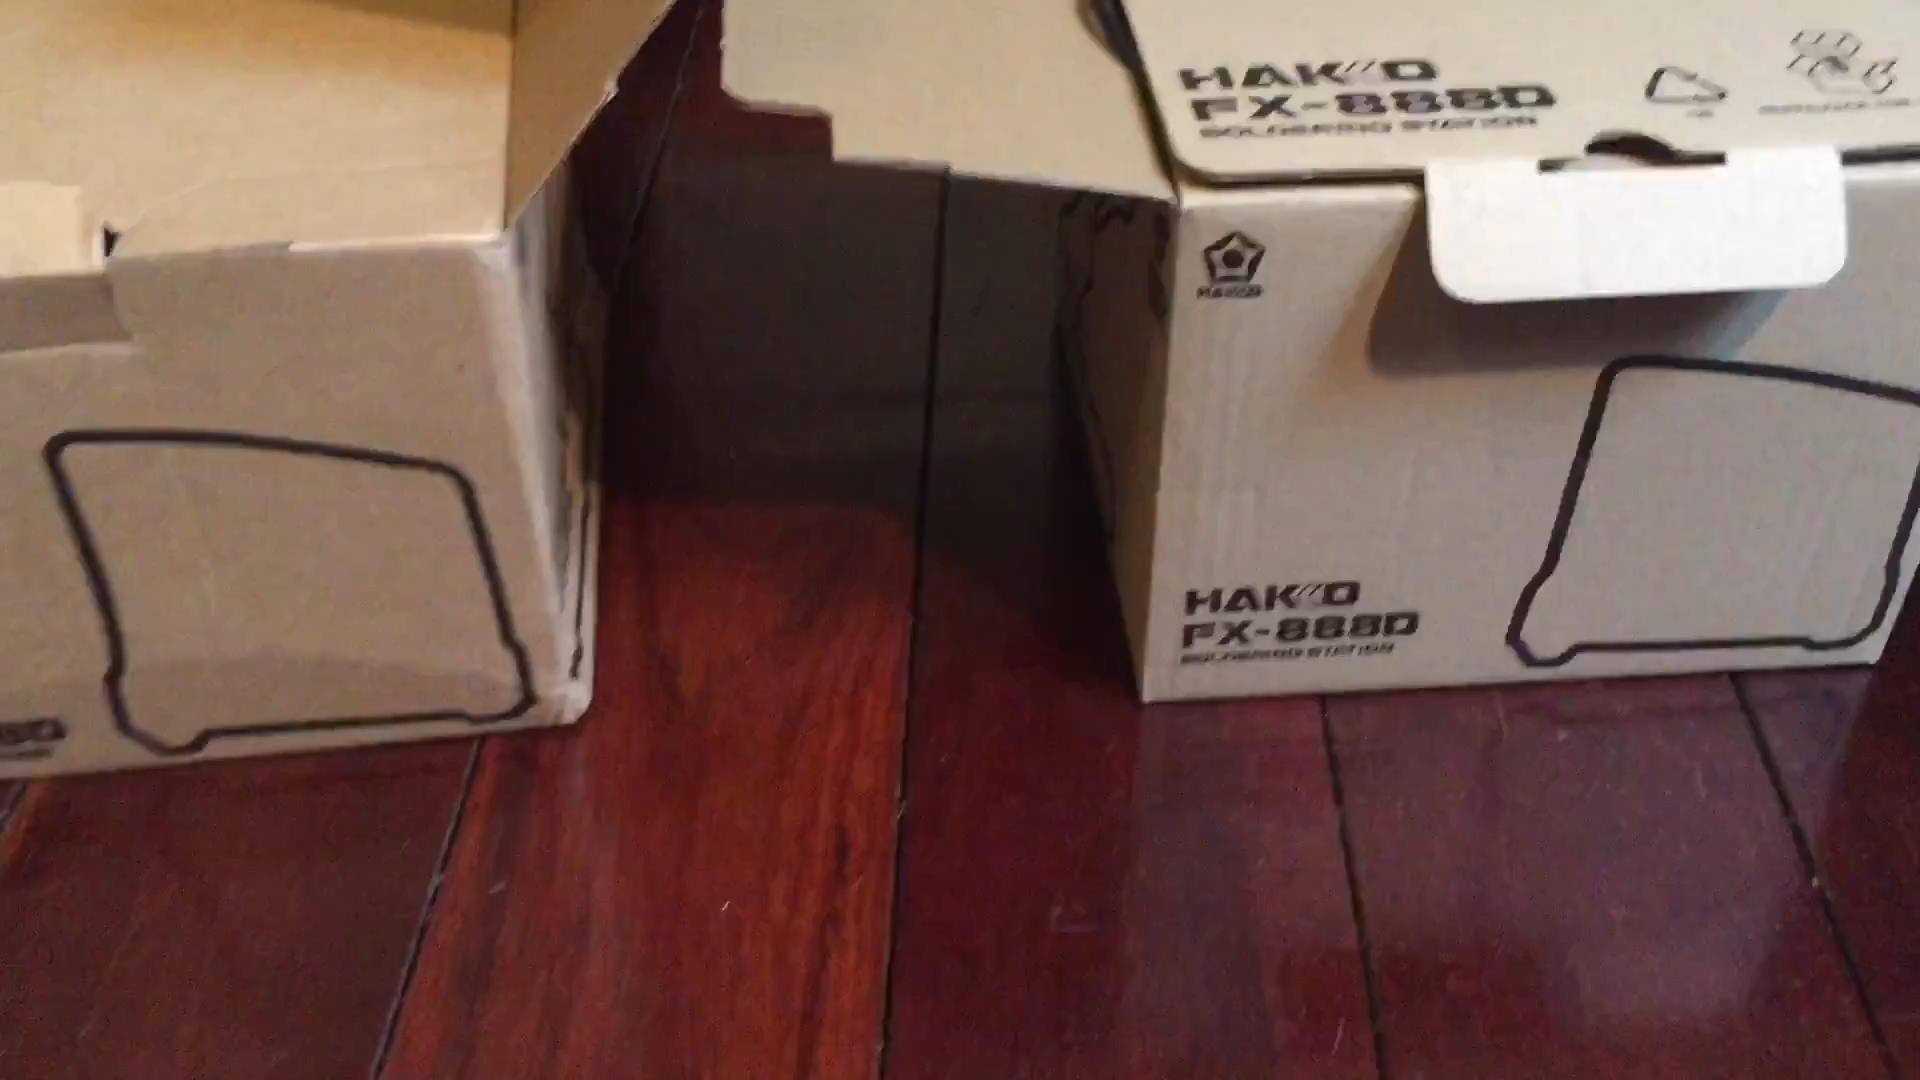 HAKKO
FX-888D
SOLDERING STATION
HAKKO
HAKKO
FX-888D
SOLDERING STATION